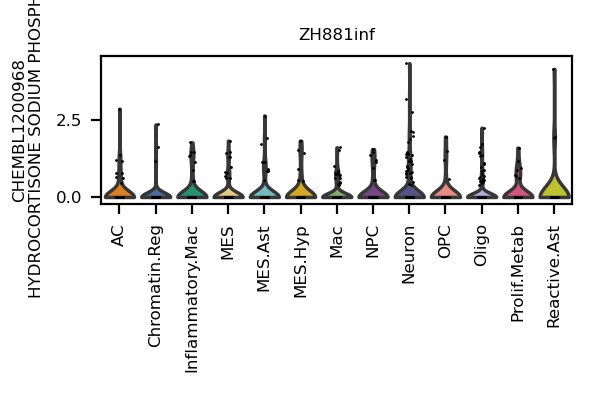 ZH881inf
CHEMBL1200968
HYDROCORTISONE SODIUM
2.5
0.0
AC
Chromatin.Reg
Inflammatory.Mac
MES
MES.Ast
MES.Hyp
Mac
NPC
Neuron
OPC
Oligo
Prolif.Metab
Reactive.Ast